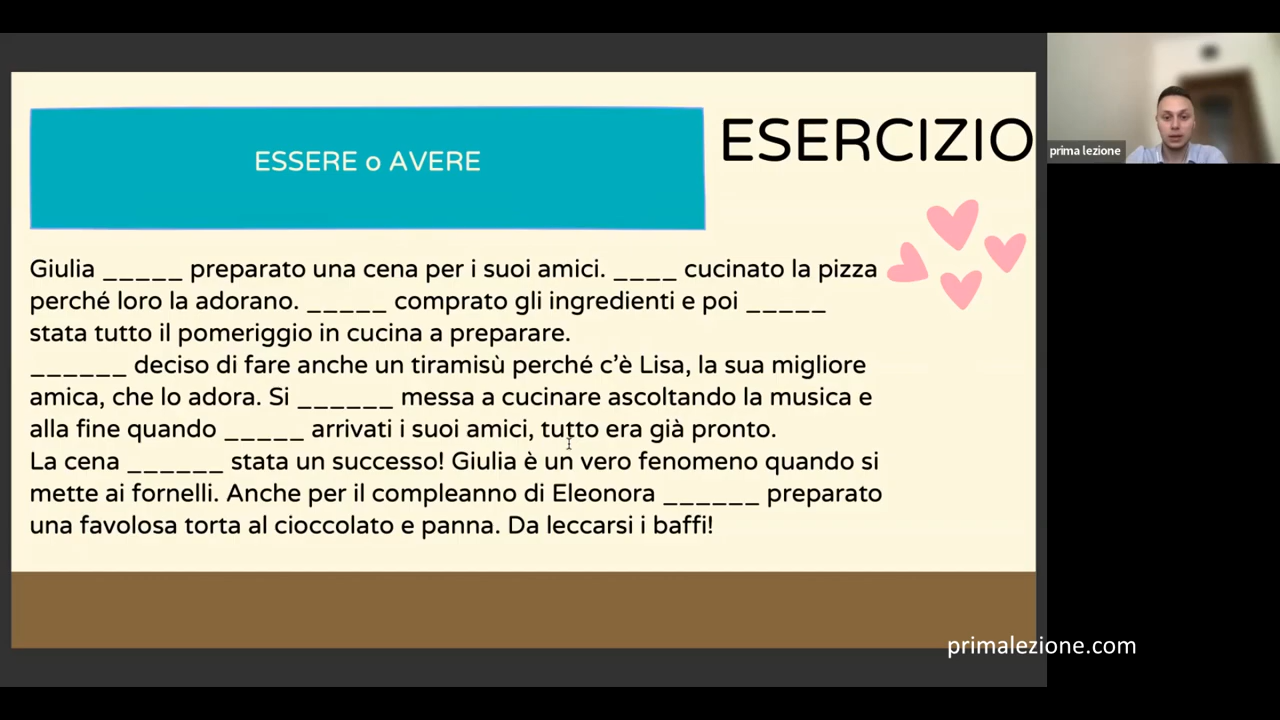 ESSERE o AVERE
ESERCIZIO
prima lezione
Giulia _____ preparato una cena per i suoi amici. ____ cucinato la pizza
perché loro la adorano. _____ comprato gli ingredienti e poi _____
stata tutto il pomeriggio in cucina a preparare.
______ deciso di fare anche un tiramisù perché c’è Lisa, la sua migliore
amica, che lo adora. Si ______ messa a cucinare ascoltando la musica e
alla fine quando _____ arrivati i suoi amici, tutto era già pronto.
La cena ______ stata un successo! Giulia è un vero fenomeno quando si
mette ai fornelli. Anche per il compleanno di Eleonora ______ preparato
una favolosa torta al cioccolato e panna. Da leccarsi i baffi!
primalezione.com